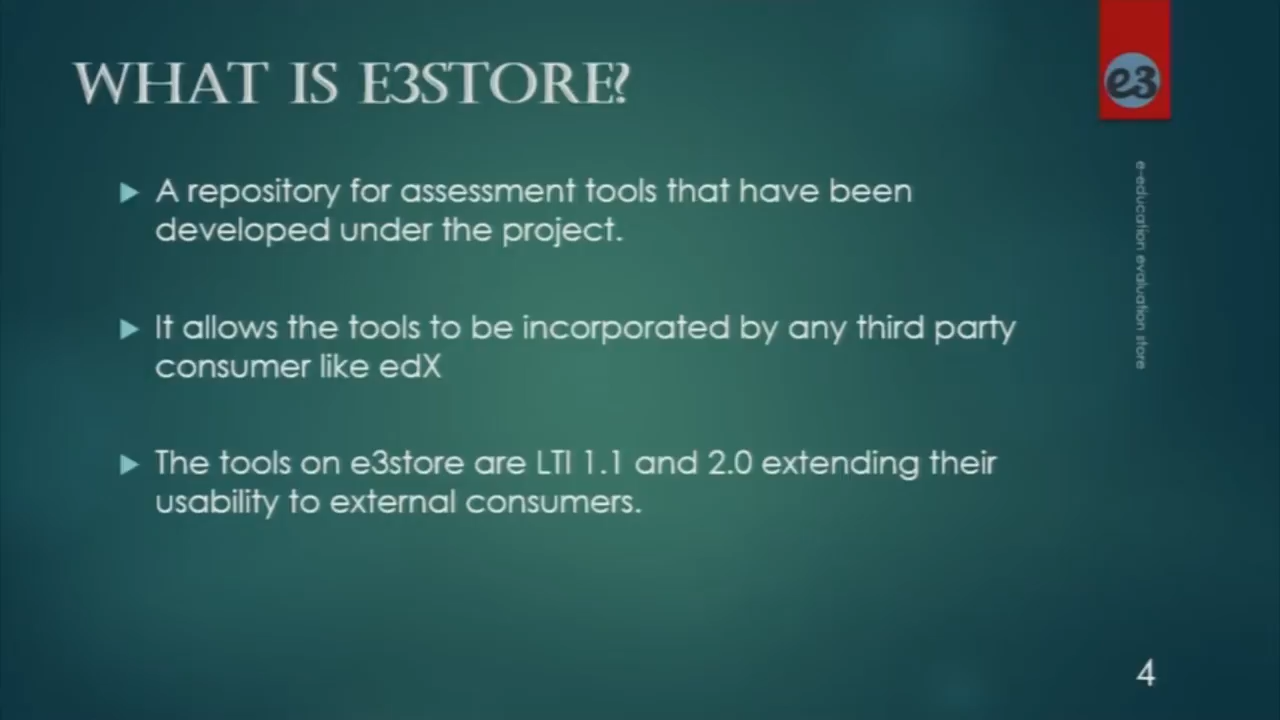 WHAT IS E3STORE?
e3
A repository for assessment tools that have been
developed under the project.
It allows the tools to be incorporated by any third party
consumer like edX
The tools on e3store are LTI 1.1 and 2.0 extending their
usability to external consumers.
e-education evaluation store
4